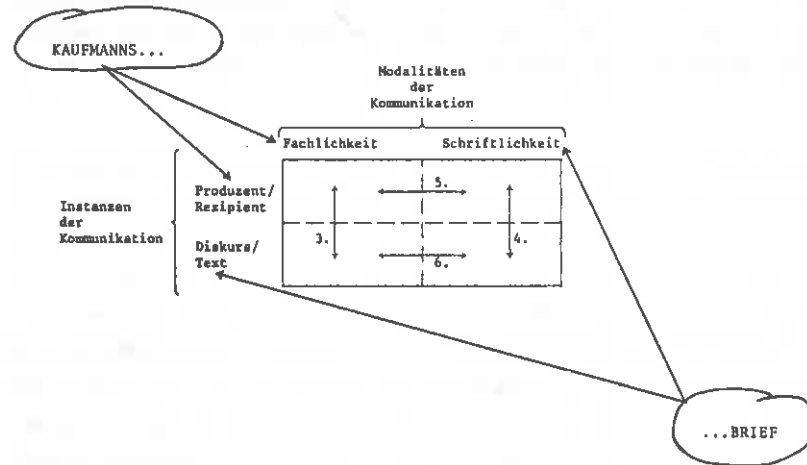 KAUFMANNS...
Modalitäten
der
Kommunikation
Fachlichkeit Schriftlichkeit
Instanzen
der
Kommunikation
Produzent/
Rezipient
Diskurs/
Text
5.
3.
4.
6.
...BRIEF